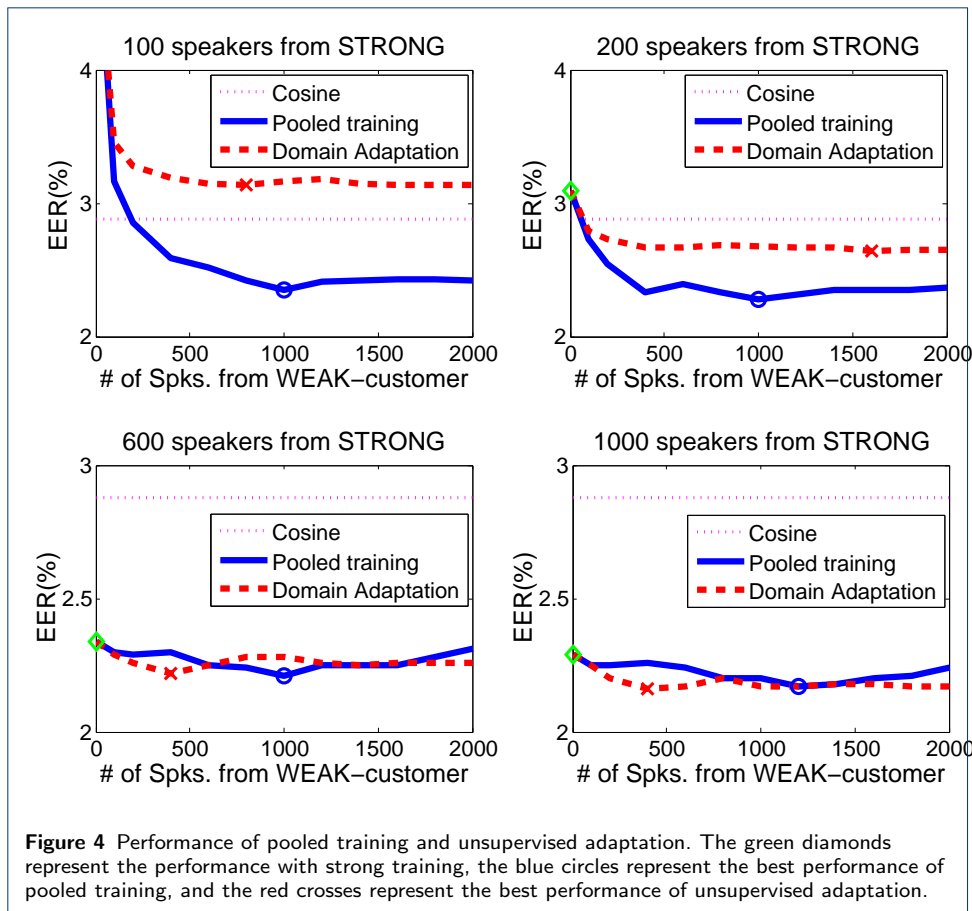 100 speakers from STRONG
4
3
2
EER(%)
Cosine
Pooled training
Domain Adaptation
0 500 1000 1500 2000
# of Spks. from WEAK−customer
200 speakers from STRONG
4
3
2
EER(%)
Cosine
Pooled training
Domain Adaptation
0 500 1000 1500 2000
# of Spks. from WEAK−customer
600 speakers from STRONG
3
2.5
2
EER(%)
Cosine
Pooled training
Domain Adaptation
0 500 1000 1500 2000
# of Spks. from WEAK−customer
1000 speakers from STRONG
3
2.5
2
EER(%)
Cosine
Pooled training
Domain Adaptation
0 500 1000 1500 2000
# of Spks. from WEAK−customer
Figure 4 Performance of pooled training and unsupervised adaptation. The green diamonds
represent the performance with strong training, the blue circles represent the best performance of
pooled training, and the red crosses represent the best performance of unsupervised adaptation.